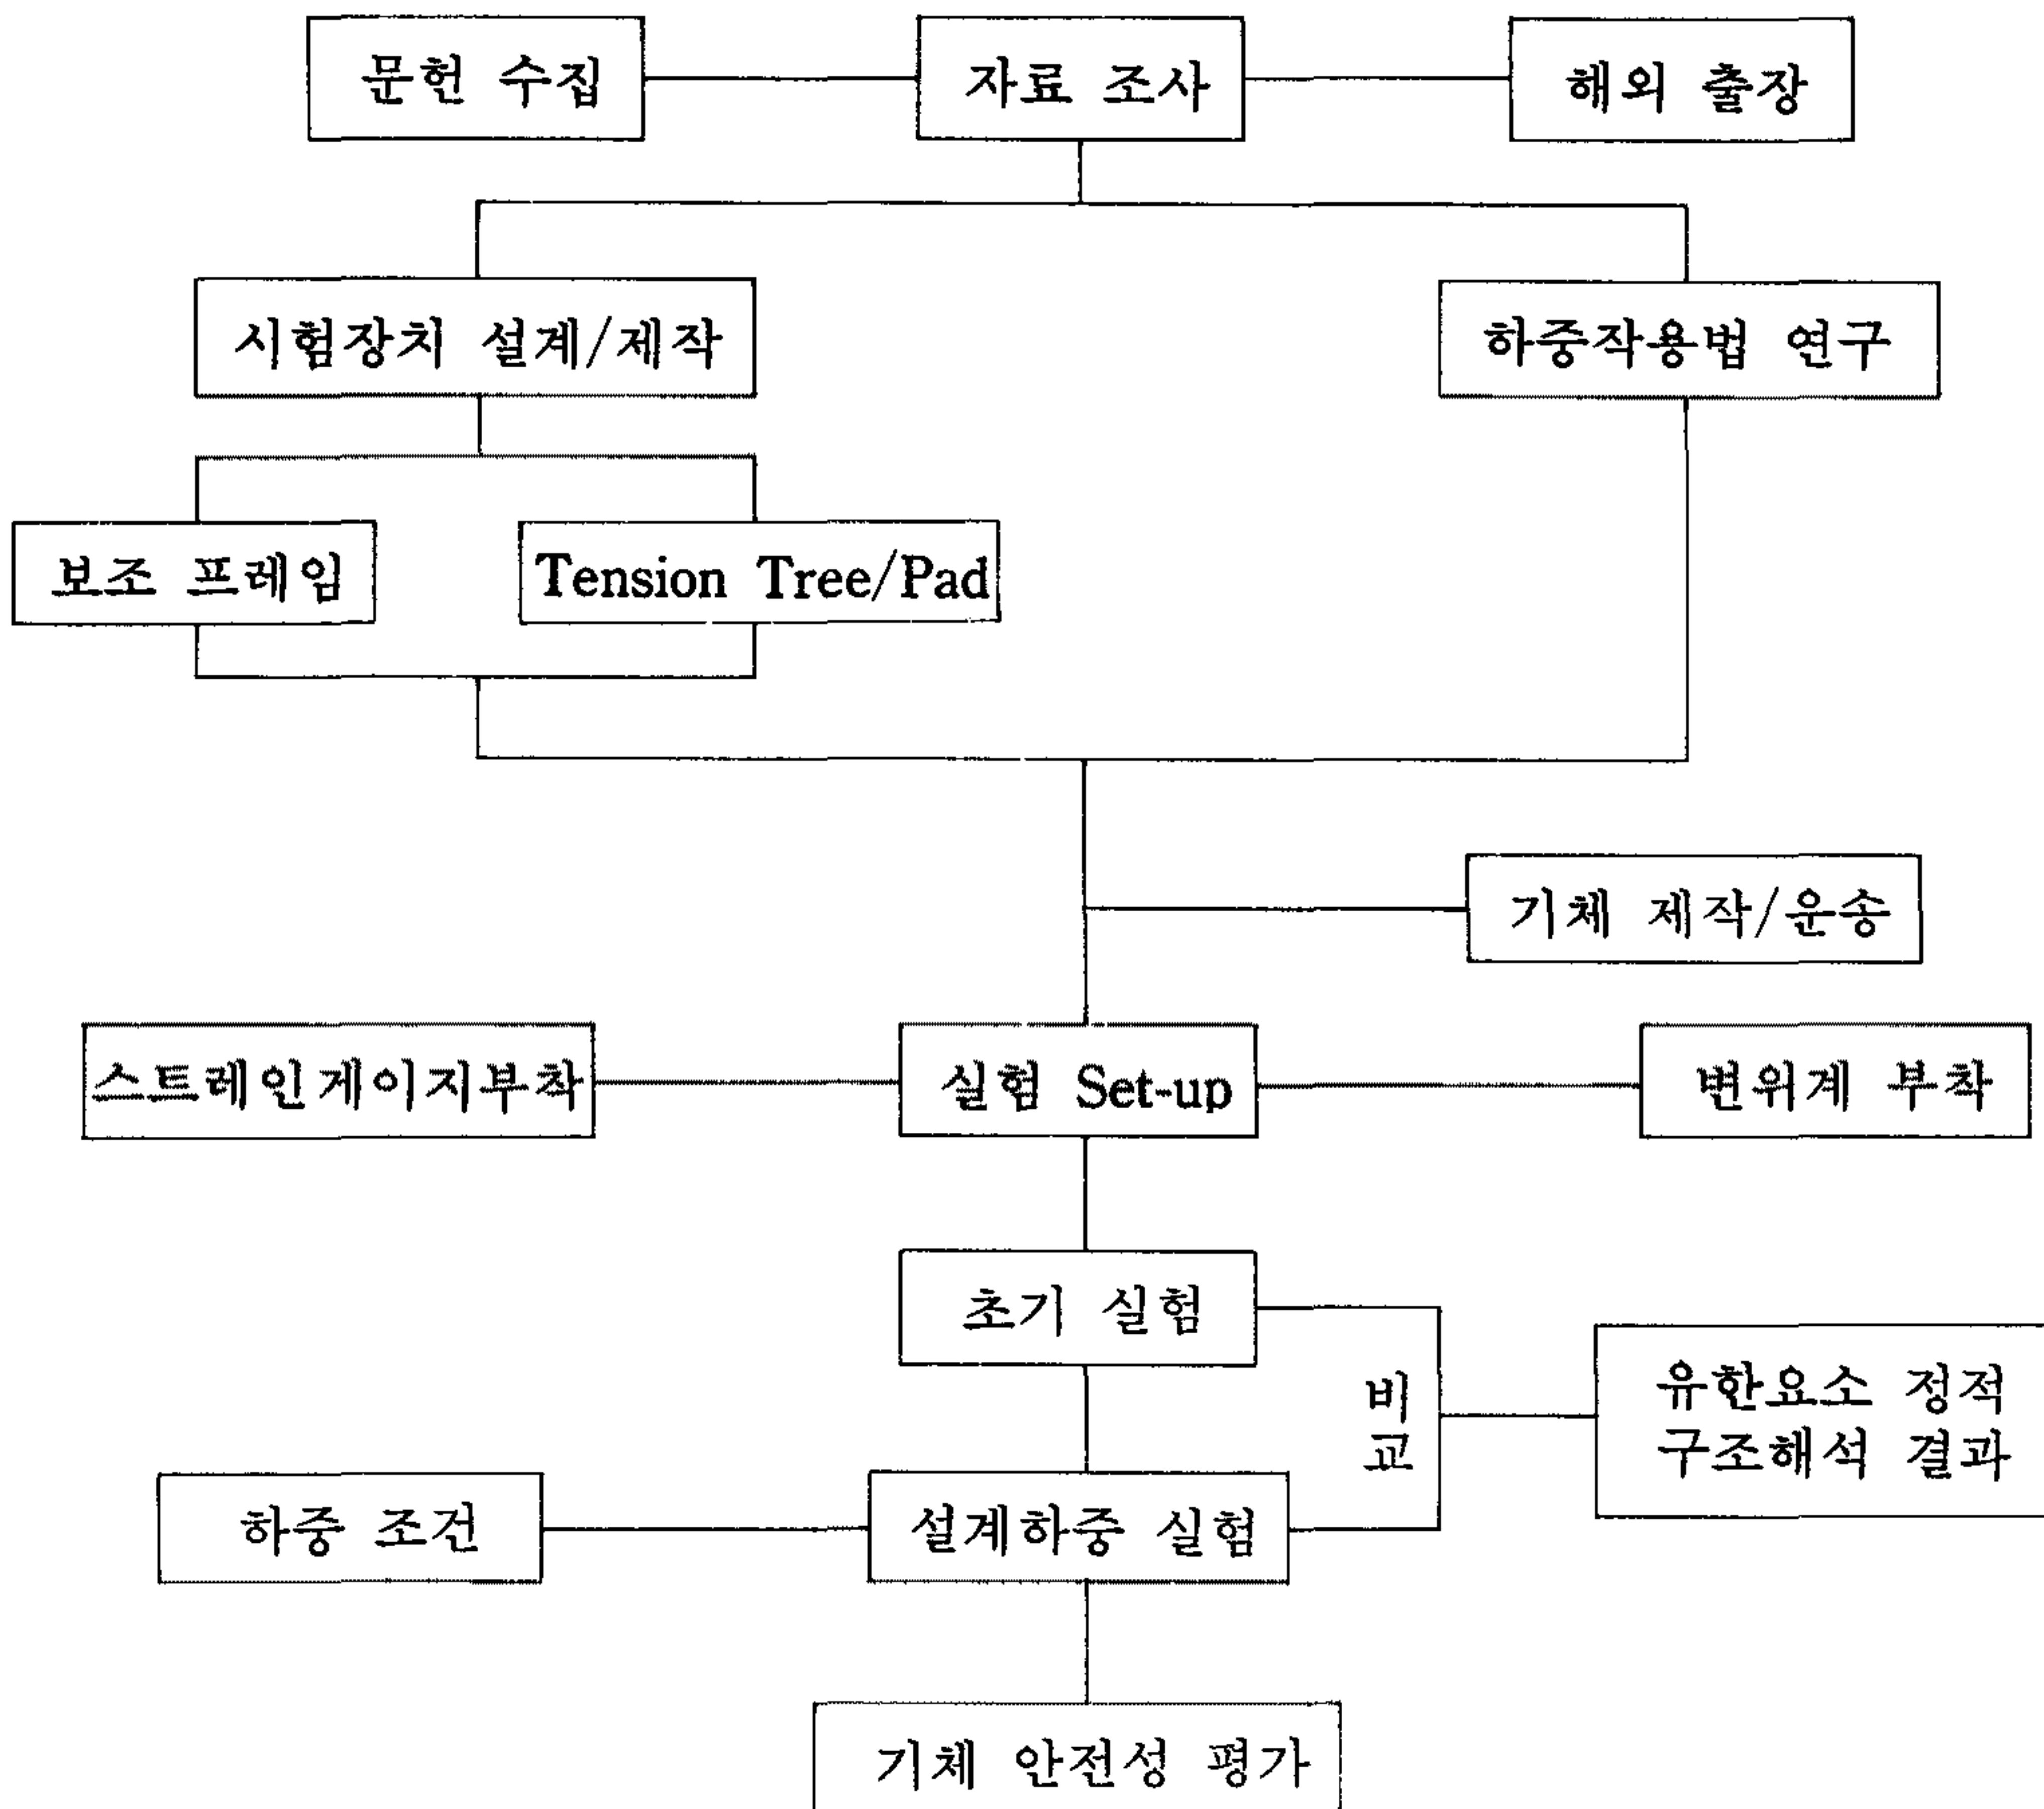 문헌 수집
자료 조사
해외 출장
시험장치 설계/제작
하중작용법 연구
보조 프레임
Tension Tree/Pad
기체 제작/운송
스트레인게이지부착
실험 Set-up
변위계 부착
초기 실험
비
교
유한요소 정적
구조해석 결과
하중 조건
설계하중 실험
기체 안전성 평가